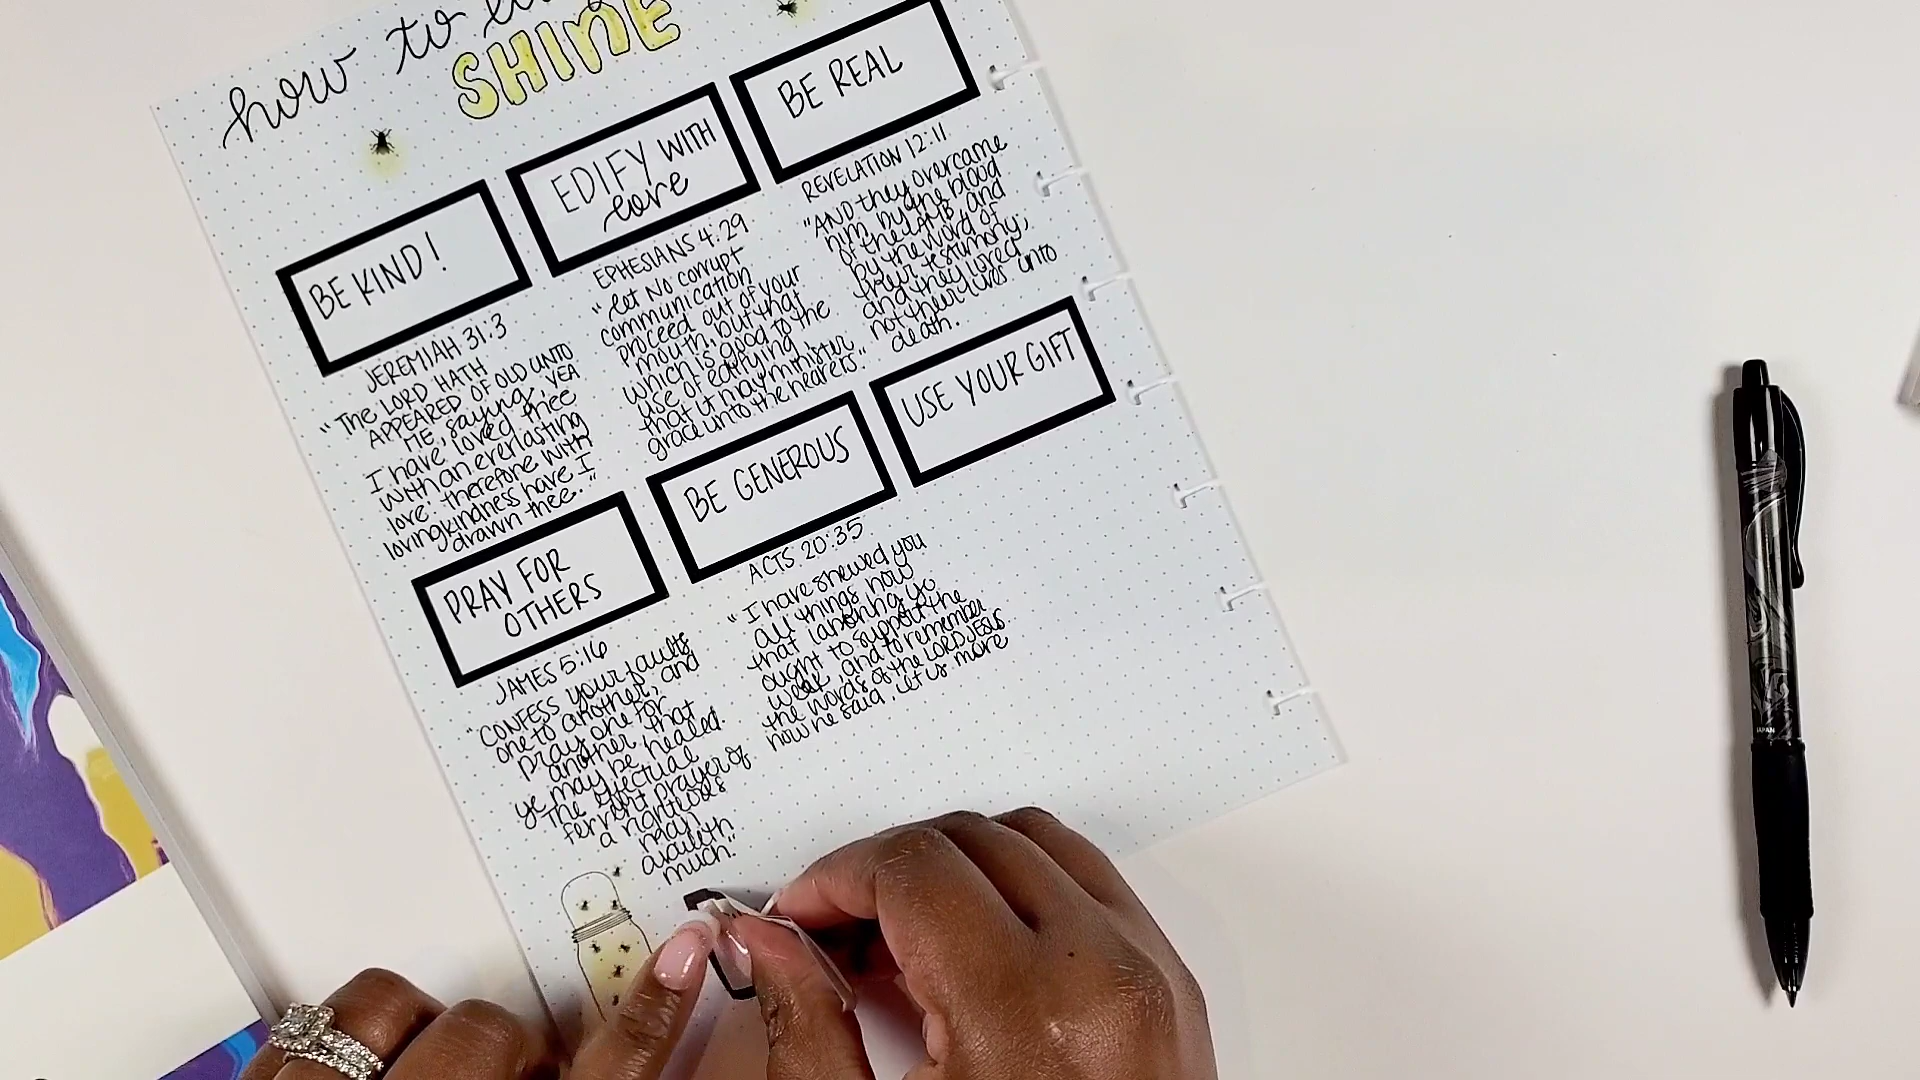 how to
SHINE
BE KIND!
JEREMIAH 31:3
"THE LORD HATH
APPEARED OF OLD UNTO
ME, saying, YEA
I have loved thee
with an everlasting
love: therefore with
lovingkindness have I
drawn thee."
EDIFY WITH
love
EPHESIANS 4:29
"Let No corrupt
communication
proceed out of your
mouth, but that
which is good to the
use of edifying,
that it may minister
grace unto the hearers."
BE REAL
REVELATION 12:11
"AND they overcame
him by the blood
of the LAMB, and
by the word of
their testimony;
and they loved
not their lives unto
death.
PRAY FOR
OTHERS
JAMES 5:16
"CONFESS your faults
one to another, and
pray one for
another, that
ye may be healed.
The effectual
fervent prayer of
a righteous
man
availeth
much."
BE GENEROUS
ACTS 20:35
"I have shewed you
all things how
that laboring yo
ought to support the
weak, and to remember
the words of the LORD JESUS.
how he said 'Let us more
USE YOUR GIFT
JAPAN